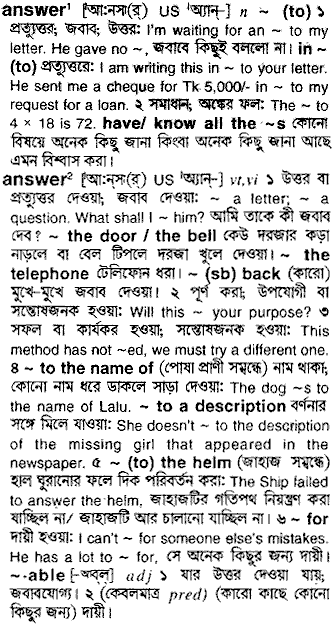 answer¹ [আ:নসা(র্) US অ্যান্-] n ~ (to) ১
প্রত্যুত্তর; জবাব; উত্তর: I'm waiting for an ~ to my
letter. He gave no ~, জবাবে কিছুই বললো না। in ~
(to) প্রত্যুত্তরে: I am writing this in ~ to your letter.
He sent me a cheque for Tk 5,000/- in ~ to my
request for a loan. ২ সমাধান; অঙ্কের ফল: The ~ to
4 × 18 is 72. have/ know all the ~s কোনো
বিষয়ে অনেক কিছু জানা কিংবা অনেক কিছু জানা আছে
এমন বিশ্বাস করা।
answer² [আ:নসা(র্) US অ্যান্-] vt,vi ১ উত্তর বা
প্রত্যুত্তর দেওয়া; জবাব দেওয়া: ~ a letter; ~ a
question. What shall I ~ him? আমি তাকে কী জবাব
দেব? ~ the door / the bell কেউ দরজার কড়া
নাড়লে বা বেল টিপলে দরজা খুলে দেওয়া। ~ the
telephone টেলিফোন ধরা। ~ (sb) back (কারো)
মুখে-মুখে জবাব দেওয়া। ২ পূর্ণ করা; উপযোগী বা
সন্তোষজনক হওয়া: Will this ~ your purpose? ৩
সফল বা কার্যকর হওয়া; সন্তোষজনক হওয়া: This
method has not ~ed, we must try a different one.
৪ ~ to the name of (পোষা প্রাণী সম্বন্ধে) নাম থাকা;
কোনো নাম ধরে ডাকলে সাড়া দেওয়া: The dog ~s to
the name of Lalu. ~ to a description বর্ণনার
সঙ্গে মিলে যাওয়া: She doesn't ~ to the description
of the missing girl that appeared in the
newspaper. ৫ ~ (to) the helm (জাহাজ সম্বন্ধে)
হাল ঘুরানোর ফলে দিক পরিবর্তন করা: The Ship failed
to answer the helm, জাহাজটির গতিপথ নিয়ন্ত্রণ করা
যাচ্ছিল না/ জাহাজটি আর চালানো যাচ্ছিল না। ৬ ~ for
দায়ী হওয়া: I can't ~ for someone else's mistakes.
He has a lot to ~ for, সে অনেক কিছুর জন্য দায়ী।
~·able [-অব্‌ল্] adj ১ যার উত্তর দেওয়া যায়;
জবাবযোগ্য। ২ (কেবলমাত্র pred) (কারো কাছে কোনো
কিছুর জন্য) দায়ী।